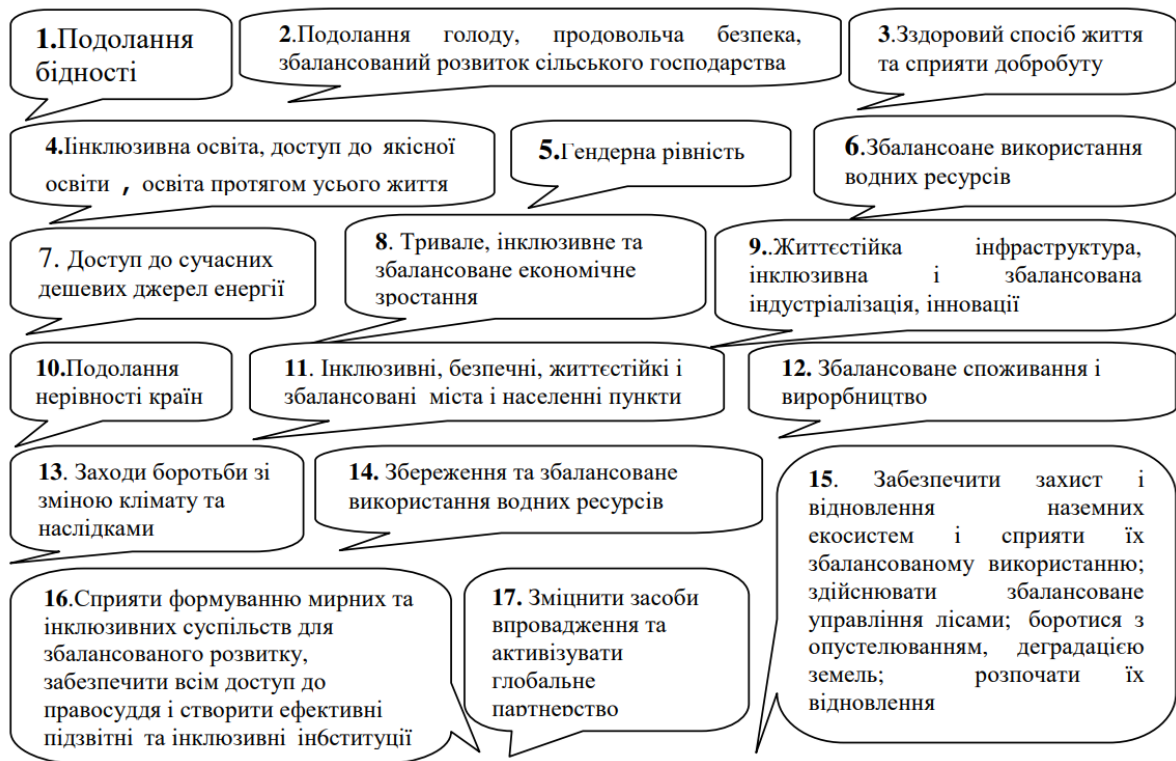 1.Подолання
бідності
2.Подолання голоду, продовольча безпека,
збалансований розвиток сільського господарства
3.Зздоровий спосіб життя
та сприяти добробуту
4.Іінклюзивна освіта, доступ до якісної
освіти , освіта протягом усього життя
5.Гендерна рівність
6.Збалансоане використання
водних ресурсів
7. Доступ до сучасних
дешевих джерел енергії
8. Тривале, інклюзивне та
збалансоване економічне
зростання
9..Життєстійка інфраструктура,
інклюзивна і збалансована
індустріалізація, інновації
10.Подолання
нерівності країн
11. Інклюзивні, безпечні, життєстійкі і
збалансовані міста і населенні пункти
12. Збалансоване споживання і
вирорбництво
13. Заходи боротьби зі
зміною клімату та
наслідками
14. Збереження та збалансоване
використання водних ресурсів
15. Забезпечити захист і
відновлення наземних
екосистем і сприяти їх
збалансованому використанню;
здійснювати збалансоване
управління лісами; боротися з
опустелюванням, деградацією
земель; розпочати їх
відновлення
16.Сприяти формуванню мирних та
інклюзивних суспільств для
збалансованого розвитку,
забезпечити всім доступ до
правосуддя і створити ефективні
підзвітні та інклюзивні ін6ституції
17. Зміцнити засоби
впровадження та
активізувати
глобальне
партнерство